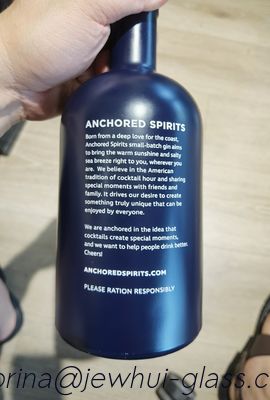 ANCHORED SPIRITS
Born from a deep love for the coast,
Anchored Spirits small-batch gin aims
to bring the warm sunshine and salty
sea breeze right to you, wherever you
are. We believe in the American
tradition of cocktail hour and sharing
special moments with friends and
family. It drives our desire to create
something truly unique that can be
enjoyed by everyone.
We are anchored in the idea that
cocktails create special moments,
and we want to help people drink better.
Cheers!
ANCHOREDSPIRITS.COM
PLEASE RATION RESPONSIBLY
orina@jewhui-glass.c